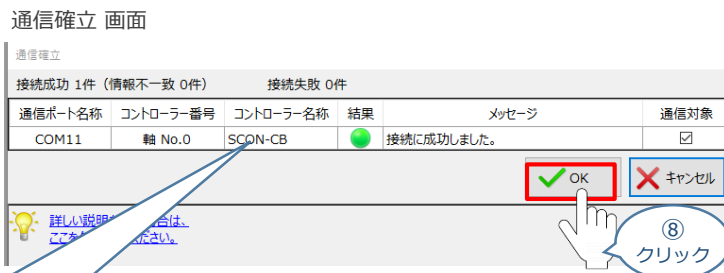 通信確立 画面
通信確立
接続成功 1件（情報不一致 0件） 接続失敗 0件
通信ポート名称 コントローラー番号 コントローラー名称 結果 メッセージ 通信対象
COM11 軸 No.0 SCON-CB 接続に成功しました。
OK キャンセル
詳しい説明 合は、
ここを ださい。
⑧
クリック